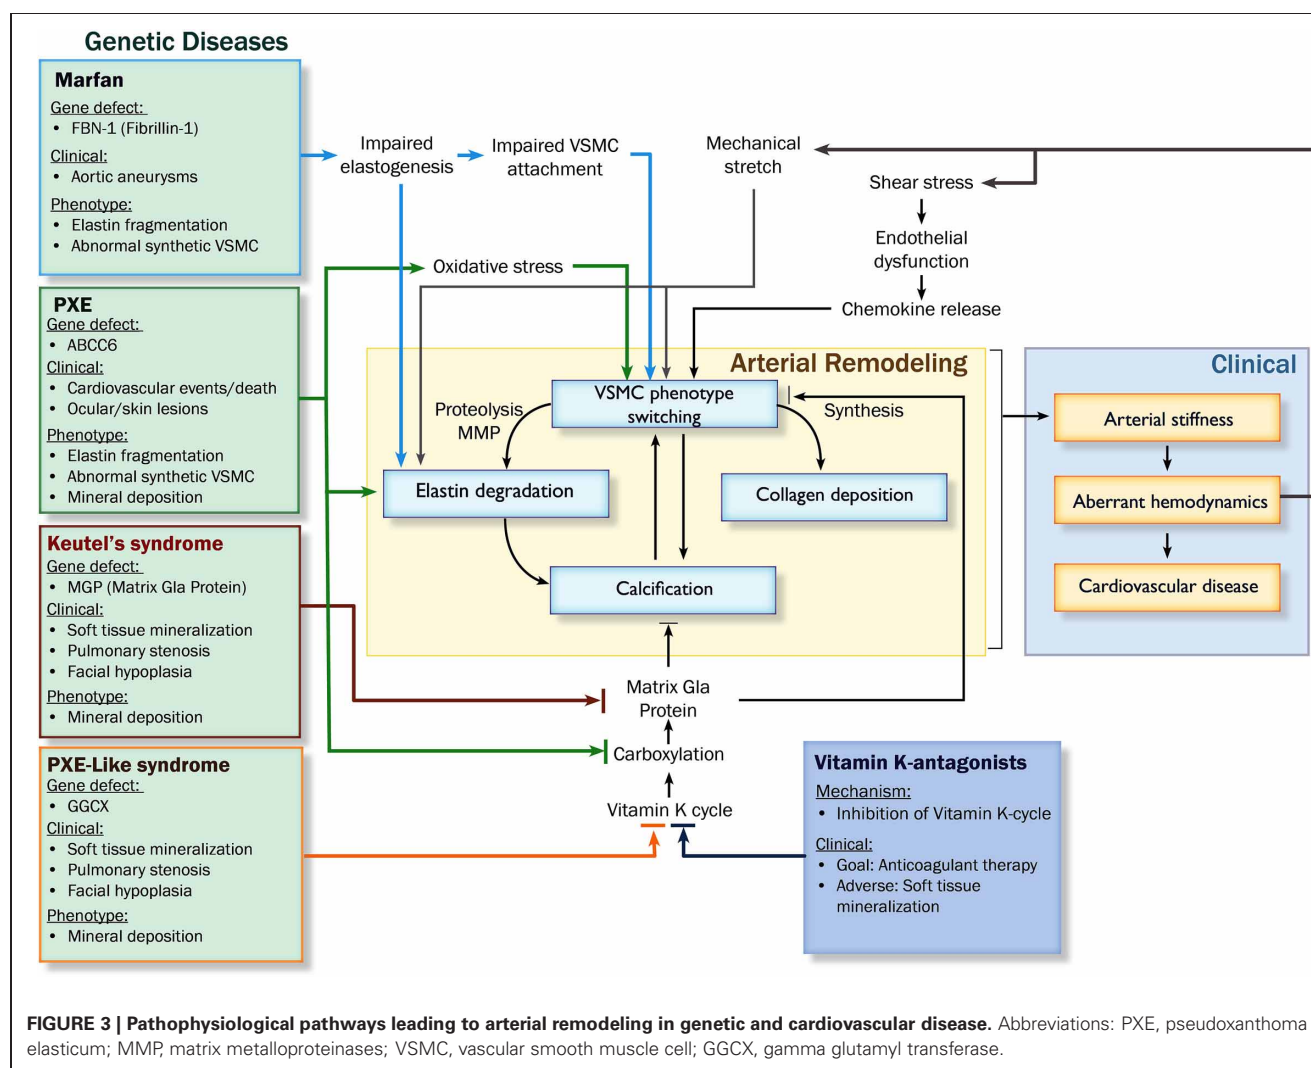 Genetic Diseases
Marfan
Gene defect:
• FBN-1 (Fibrillin-1)
Clinical:
• Aortic aneurysms
Phenotype:
• Elastin fragmentation
• Abnormal synthetic VSMC
PXE
Gene defect:
• ABCC6
Clinical:
• Cardiovascular events/death
• Ocular/skin lesions
Phenotype:
• Elastin fragmentation
• Abnormal synthetic VSMC
• Mineral deposition
Keutel's syndrome
Gene defect:
• MGP (Matrix Gla Protein)
Clinical:
• Soft tissue mineralization
• Pulmonary stenosis
• Facial hypoplasia
Phenotype:
• Mineral deposition
PXE-Like syndrome
Gene defect:
• GGCX
Clinical:
• Soft tissue mineralization
• Pulmonary stenosis
• Facial hypoplasia
Phenotype:
• Mineral deposition
Impaired
elastogenesis
Impaired VSMC
attachment
Mechanical
stretch
Shear stress
Endothelial
dysfunction
Chemokine release
Oxidative stress
Arterial Remodeling
VSMC phenotype
switching
Proteolysis
MMP
Synthesis
Elastin degradation
Collagen deposition
Calcification
Matrix Gla
Protein
Carboxylation
Vitamin K cycle
Clinical
Arterial stiffness
Aberrant hemodynamics
Cardiovascular disease
Vitamin K-antagonists
Mechanism:
• Inhibition of Vitamin K-cycle
Clinical:
• Goal: Anticoagulant therapy
• Adverse: Soft tissue
mineralization
FIGURE 3 | Pathophysiological pathways leading to arterial remodeling in genetic and cardiovascular disease. Abbreviations: PXE, pseudoxanthoma
elasticum; MMP, matrix metalloproteinases; VSMC, vascular smooth muscle cell; GGCX, gamma glutamyl transferase.